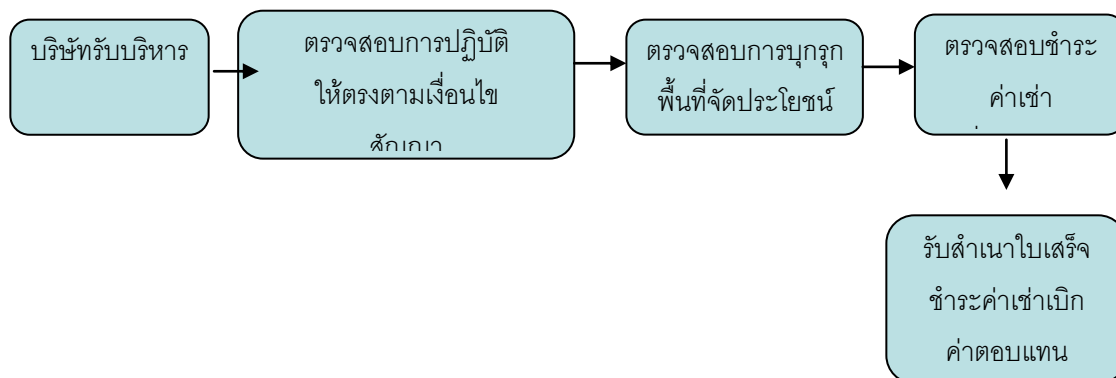 บริษัทรับบริหาร
ตรวจสอบการปฏิบัติ
ให้ตรงตามเงื่อนไข
สัญญา
ตรวจสอบการบุกรุก
พื้นที่จัดประโยชน์
ตรวจสอบชำระ
ค่าเช่า
รับสำเนาใบเสร็จ
ชำระค่าเช่าเบิก
ค่าตอบแทน